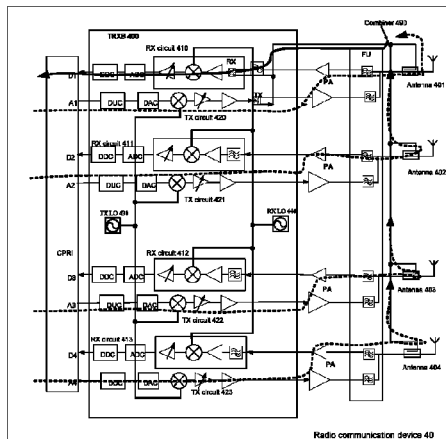 Combiner 490
TRXB 400
RX circuit 410
FU
D1 DDC ADC RX PA
Antenna 401
A1 DUC DAC TX
TX circuit 420
RX circuit 411
D2 DDC ADC
Antenna 402
A2 DUC DAC PA
TX circuit 421
TX LO 430 RX LO 440
CPRI
RX circuit 412
D3 DDC ADC
Antenna 403
A3 DAC PA
TX circuit 422
RX circuit 413
D4 DDC ADC
Antenna 404
A4 DUC DAC PA
TX circuit 423
Radio communication device 40